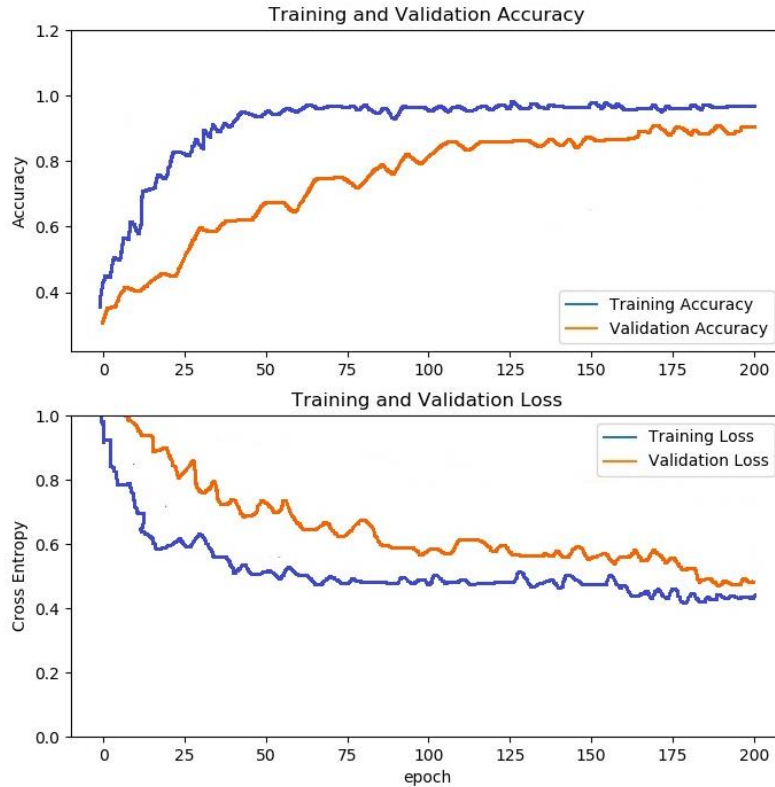 Training and Validation Accuracy
1.2
1.0
0.8
0.6
0.4
Accuracy
Training Accuracy
Validation Accuracy
0 25 50 75 100 125 150 175 200
Training and Validation Loss
1.0
0.8
0.6
0.4
0.2
0.0
Cross Entropy
Training Loss
Validation Loss
0 25 50 75 100 125 150 175 200
epoch